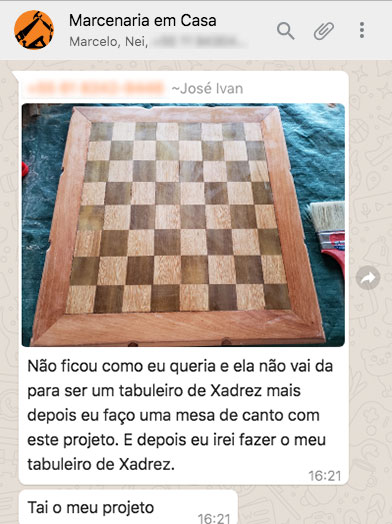 Marcenaria em Casa
Marcelo, Nei,
~José Ivan
Não ficou como eu queria e ela não vai da
para ser um tabuleiro de Xadrez mais
depois eu faço uma mesa de canto com
este projeto. E depois eu irei fazer o meu
tabuleiro de Xadrez.
16:21
Tai o meu projeto
16:21